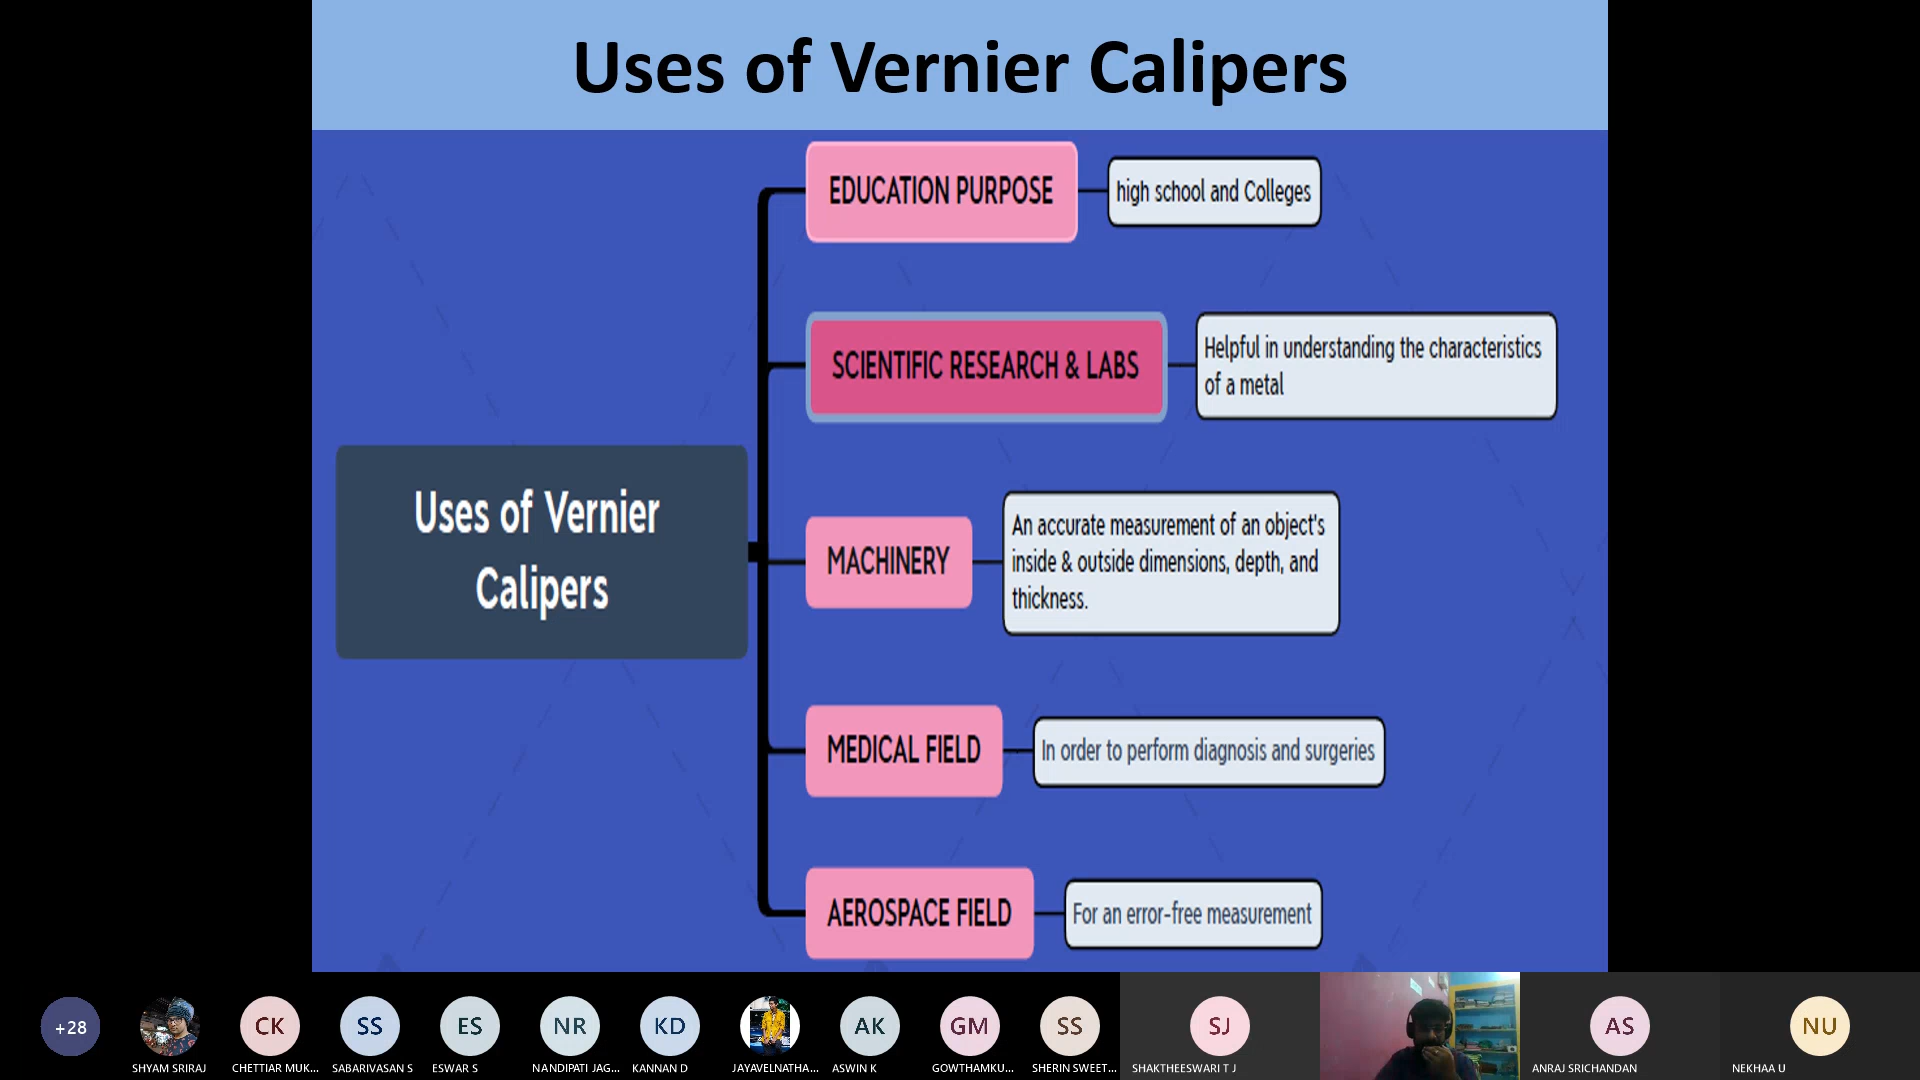 Uses of Vernier Calipers
EDUCATION PURPOSE
high school and Colleges
SCIENTIFIC RESEARCH & LABS
Helpful in understanding the characteristics
of a metal
Uses of Vernier
Calipers
MACHINERY
An accurate measurement of an object's
inside & outside dimensions, depth, and
thickness.
MEDICAL FIELD
In order to perform diagnosis and surgeries
AEROSPACE FIELD
For an error-free measurement
+28
CK
SS
ES
NR
KD
AK
GM
SS
SJ
AS
NU
SHYAM SRIRAJ
CHETTIAR MUK...
SABARIVASAN S
ESWAR S
NANDIPATI JAG...
KANNAN D
JAYAVELNATHA...
ASWIN K
GOWTHAMKU...
SHERIN SWEET...
SHAKTHEESWARI T J
ANRAJ SRICHANDAN
NEKHAA U